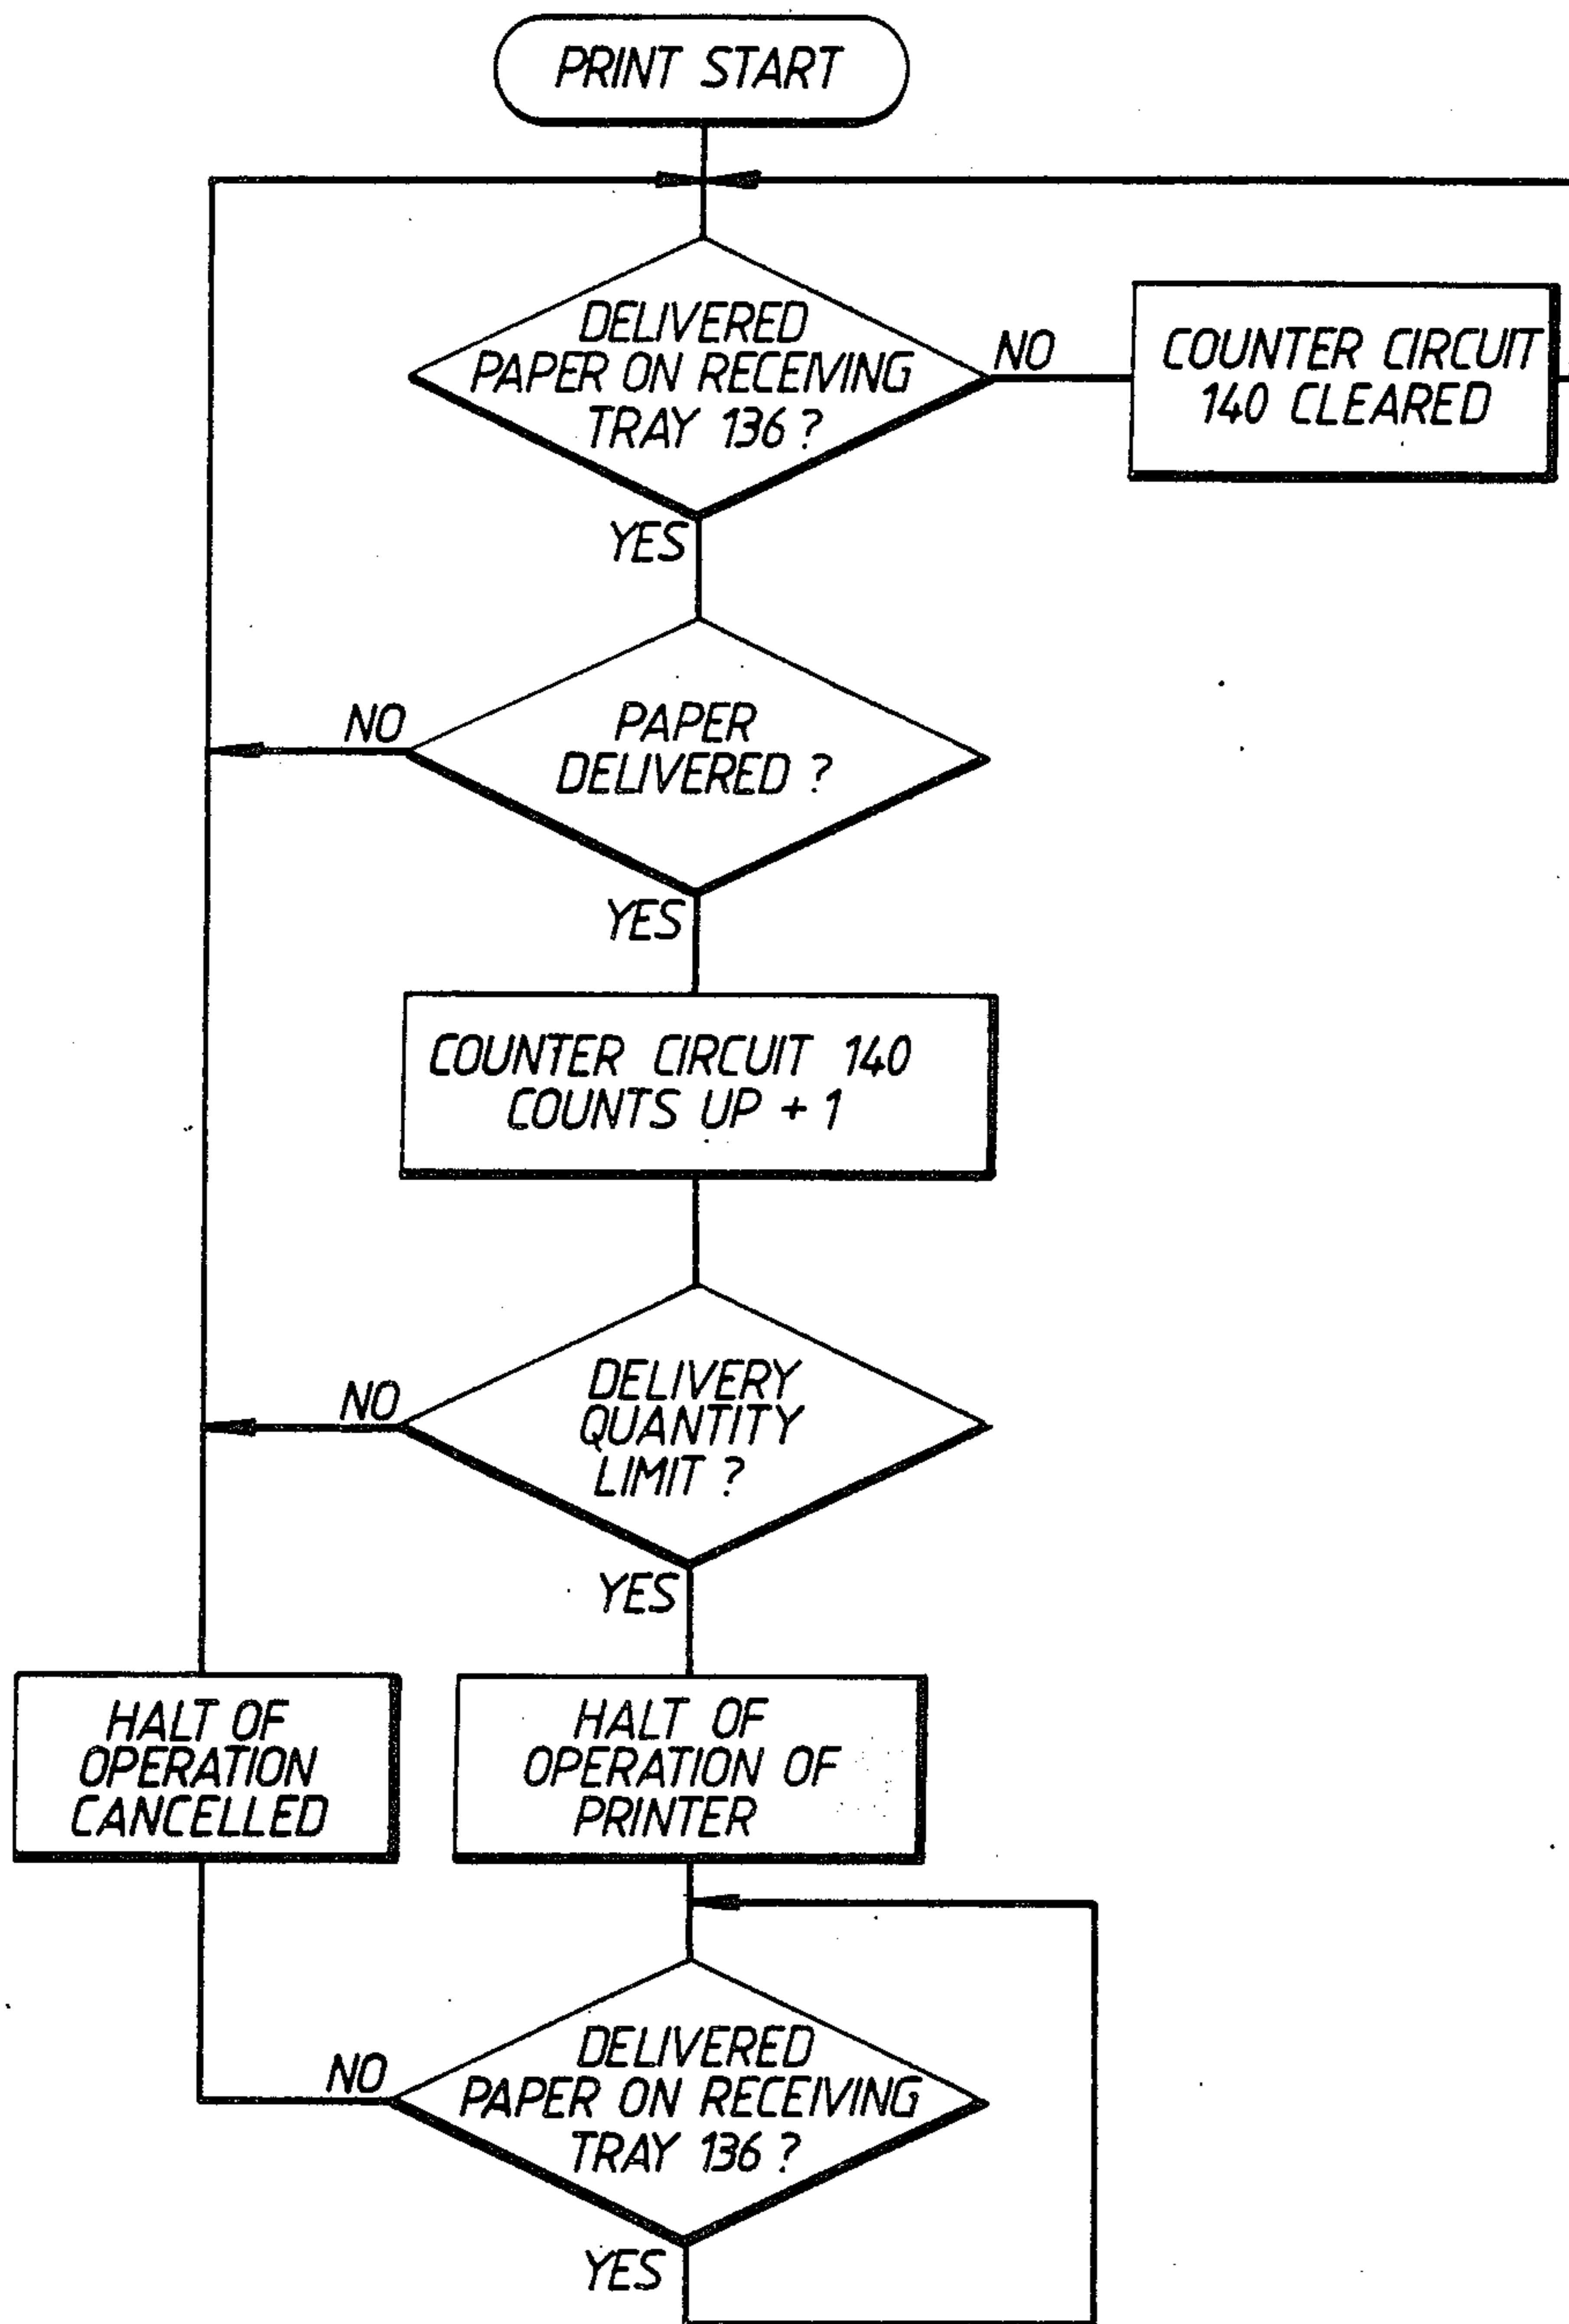 PRINT START
DELIVERED
PAPER ON RECEIVING
TRAY 136 ?
NO
COUNTER CIRCUIT
140 CLEARED
YES
NO
PAPER
DELIVERED ?
YES
COUNTER CIRCUIT 140
COUNTS UP + 1
NO
DELIVERY
QUANTITY
LIMIT ?
YES
HALT OF
OPERATION
CANCELLED
HALT OF
OPERATION OF
PRINTER
NO
DELIVERED
PAPER ON RECEIVING
TRAY 136 ?
YES